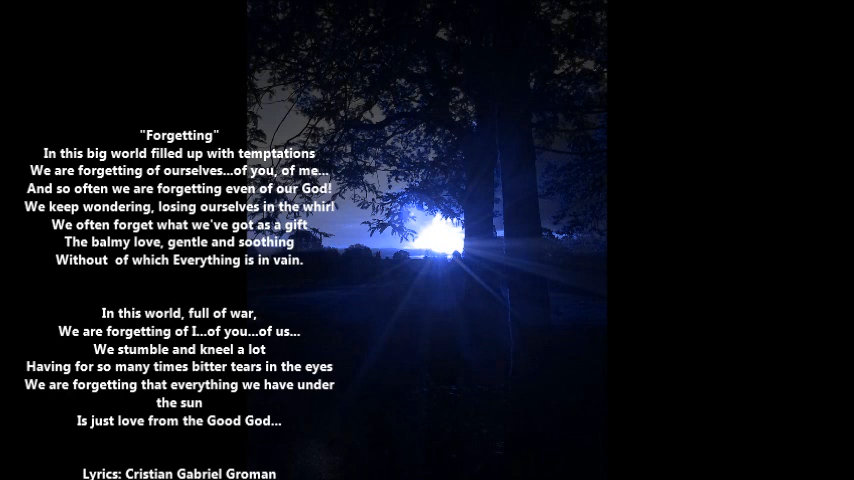 "Forgetting"
In this big world filled up with temptations
We are forgetting of ourselves...of you, of me...
And so often we are forgetting even of our God!
We keep wondering, losing ourselves in the whirl
We often forget what we've got as a gift
The balmy love, gentle and soothing
Without  of which Everything is in vain.
In this world, full of war,
We are forgetting of I...of you...of us...
We stumble and kneel a lot
Having for so many times bitter tears in the eyes
We are forgetting that everything we have under
the sun
Is just love from the Good God...
Lyrics: Cristian Gabriel Groman